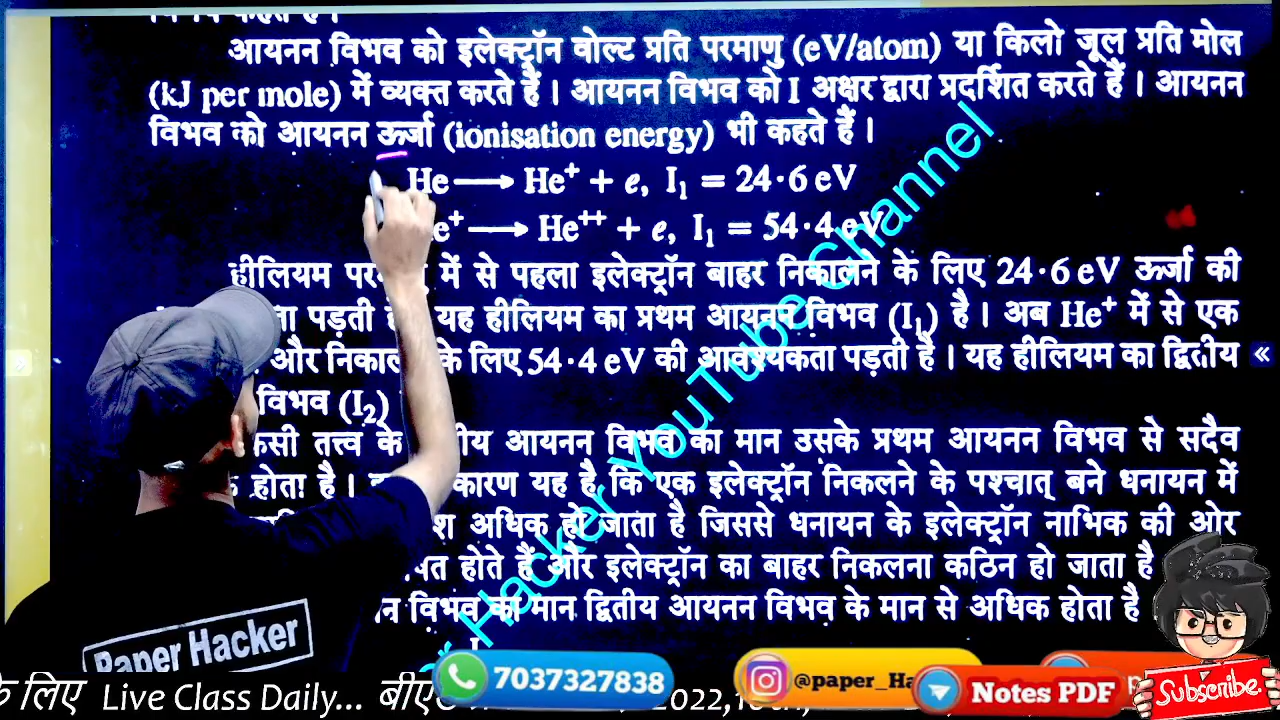 आयनन विभव को इलेक्ट्रॉन वोल्ट प्रति परमाणु (eV/atom) या किलो जूल प्रति मोल
(kJ per mole) में व्यक्त करते हैं । आयनन विभव को I अक्षर द्वारा प्रदर्शित करते हैं । आयनन
विभव को आयनन ऊर्जा (ionisation energy) भी कहते हैं ।
He ⟶ He⁺ + e, I₁ = 24·6 eV
e⁺ ⟶ He⁺⁺ + e, I₁ = 54·4 eV
हीलियम में से पहला इलेक्ट्रॉन बाहर निकालने के लिए 24·6 eV ऊर्जा की
पड़ती यह हीलियम का प्रथम आयनन विभव (I₁) है । अब He⁺ में से एक
और के लिए 54·4 eV की आवश्यकता पड़ती है । यह हीलियम का द्वितीय
विभव (I₂)
के आयनन विभव का मान उसके प्रथम आयनन विभव से सदैव
होता है । कारण यह है कि एक इलेक्ट्रॉन निकलने के पश्चात् बने धनायन में
अधिक हो जाता है जिससे धनायन के इलेक्ट्रॉन नाभिक की ओर
होते हैं और इलेक्ट्रॉन का बाहर निकलना कठिन हो जाता है
विभव का मान द्वितीय आयनन विभव के मान से अधिक होता है
Hacker YouTube Channel
Paper Hacker
के लिए Live Class Daily... 2022,
7037327838
@paper_Ha
Notes PDF
Subscribe